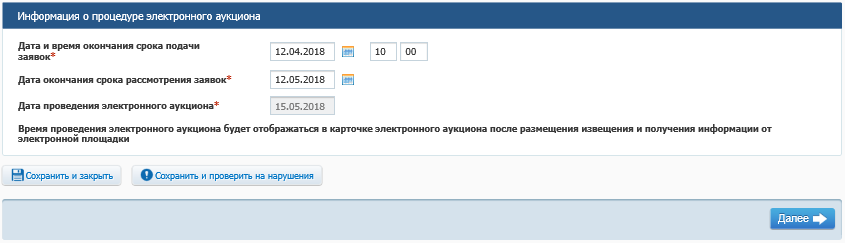 Информация о процедуре электронного аукциона
Дата и время окончания срока подачи
заявок*
12.04.2018 10 00
Дата окончания срока рассмотрения заявок* 12.05.2018
Дата проведения электронного аукциона* 15.05.2018
Время проведения электронного аукциона будет отображаться в карточке электронного аукциона после размещения извещения и получения информации от
электронной площадки
Сохранить и закрыть Сохранить и проверить на нарушения
Далее